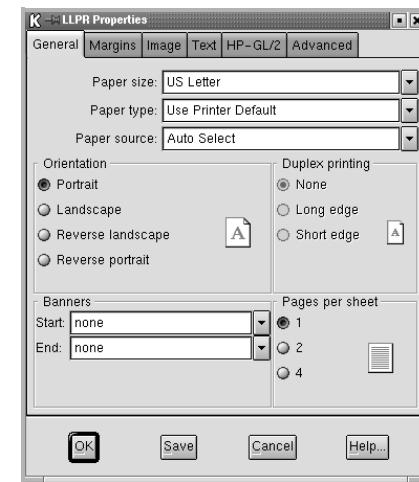 LLPR Properties
General Margins Image Text HP-GL/2 Advanced
Paper size: US Letter
Paper type: Use Printer Default
Paper source: Auto Select
Orientation
Portrait
Landscape
Reverse landscape
Reverse portrait
A
Duplex printing
None
Long edge
Short edge
A
Banners
Start: none
End: none
Pages per sheet
1
2
4
OK Save Cancel Help...